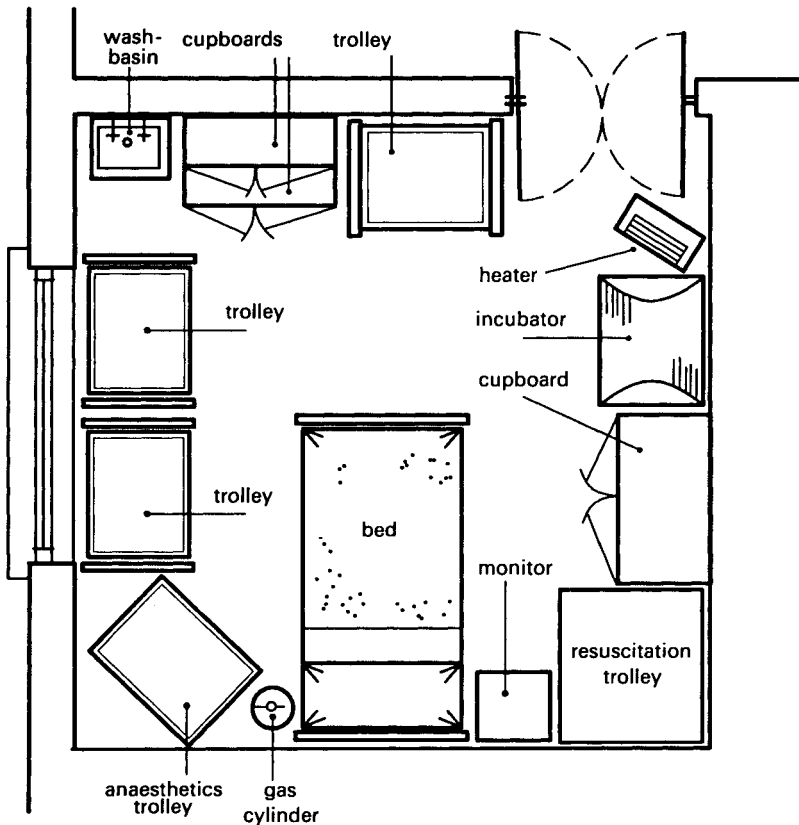 wash-
basin
cupboards
trolley
heater
trolley
incubator
cupboard
trolley
bed
monitor
resuscitation
trolley
anaesthetics
trolley
gas
cylinder